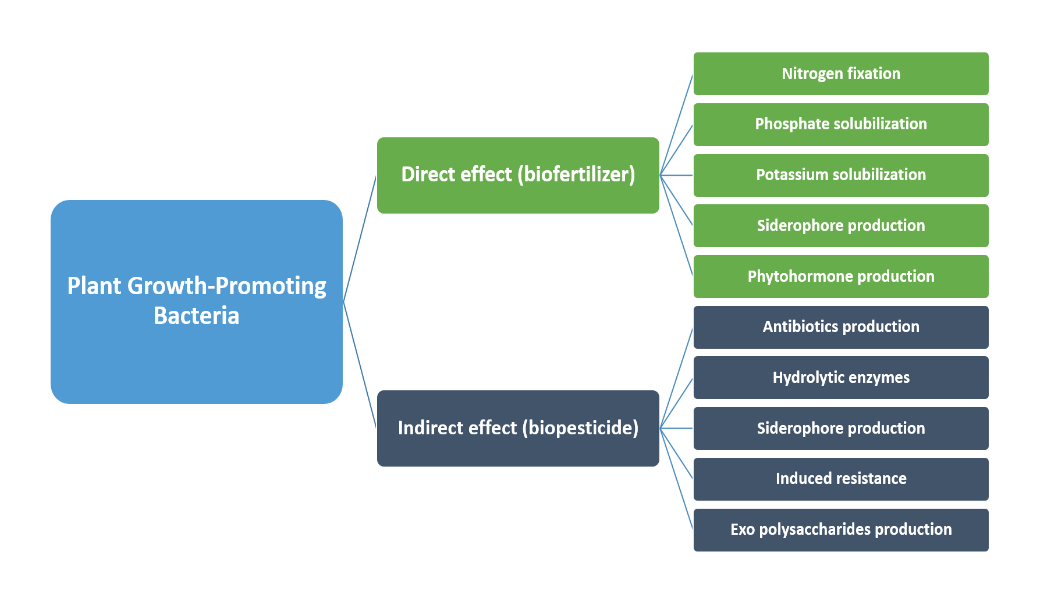 Plant Growth-Promoting
Bacteria
Direct effect (biofertilizer)
Nitrogen fixation
Phosphate solubilization
Potassium solubilization
Siderophore production
Phytohormone production
Indirect effect (biopesticide)
Antibiotics production
Hydrolytic enzymes
Siderophore production
Induced resistance
Exo polysaccharides production